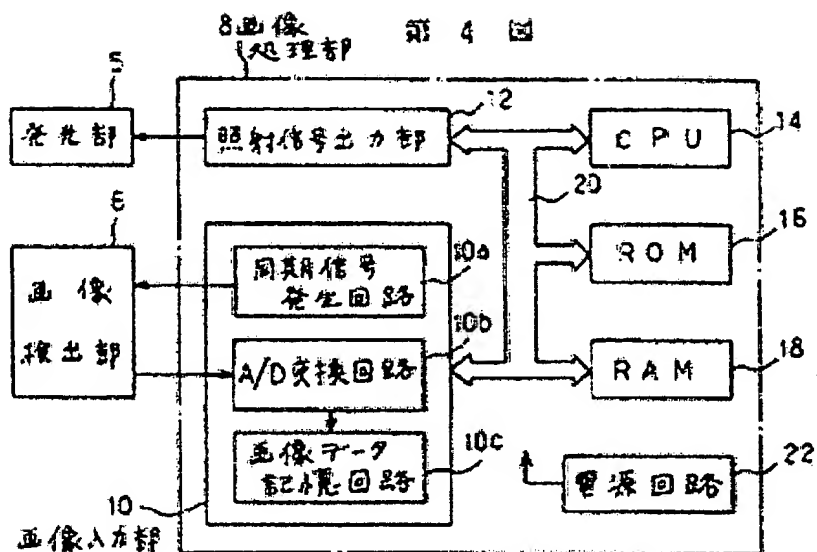 第 4 図
8 画像
処理部
5
発光部
12
照射信号出力部
CPU
14
20
6
画像
検出部
同期信号
発生回路
10a
ROM
16
A/D変換回路
10b
RAM
18
画像データ
記憶回路
10c
電源回路
22
10
画像入力部